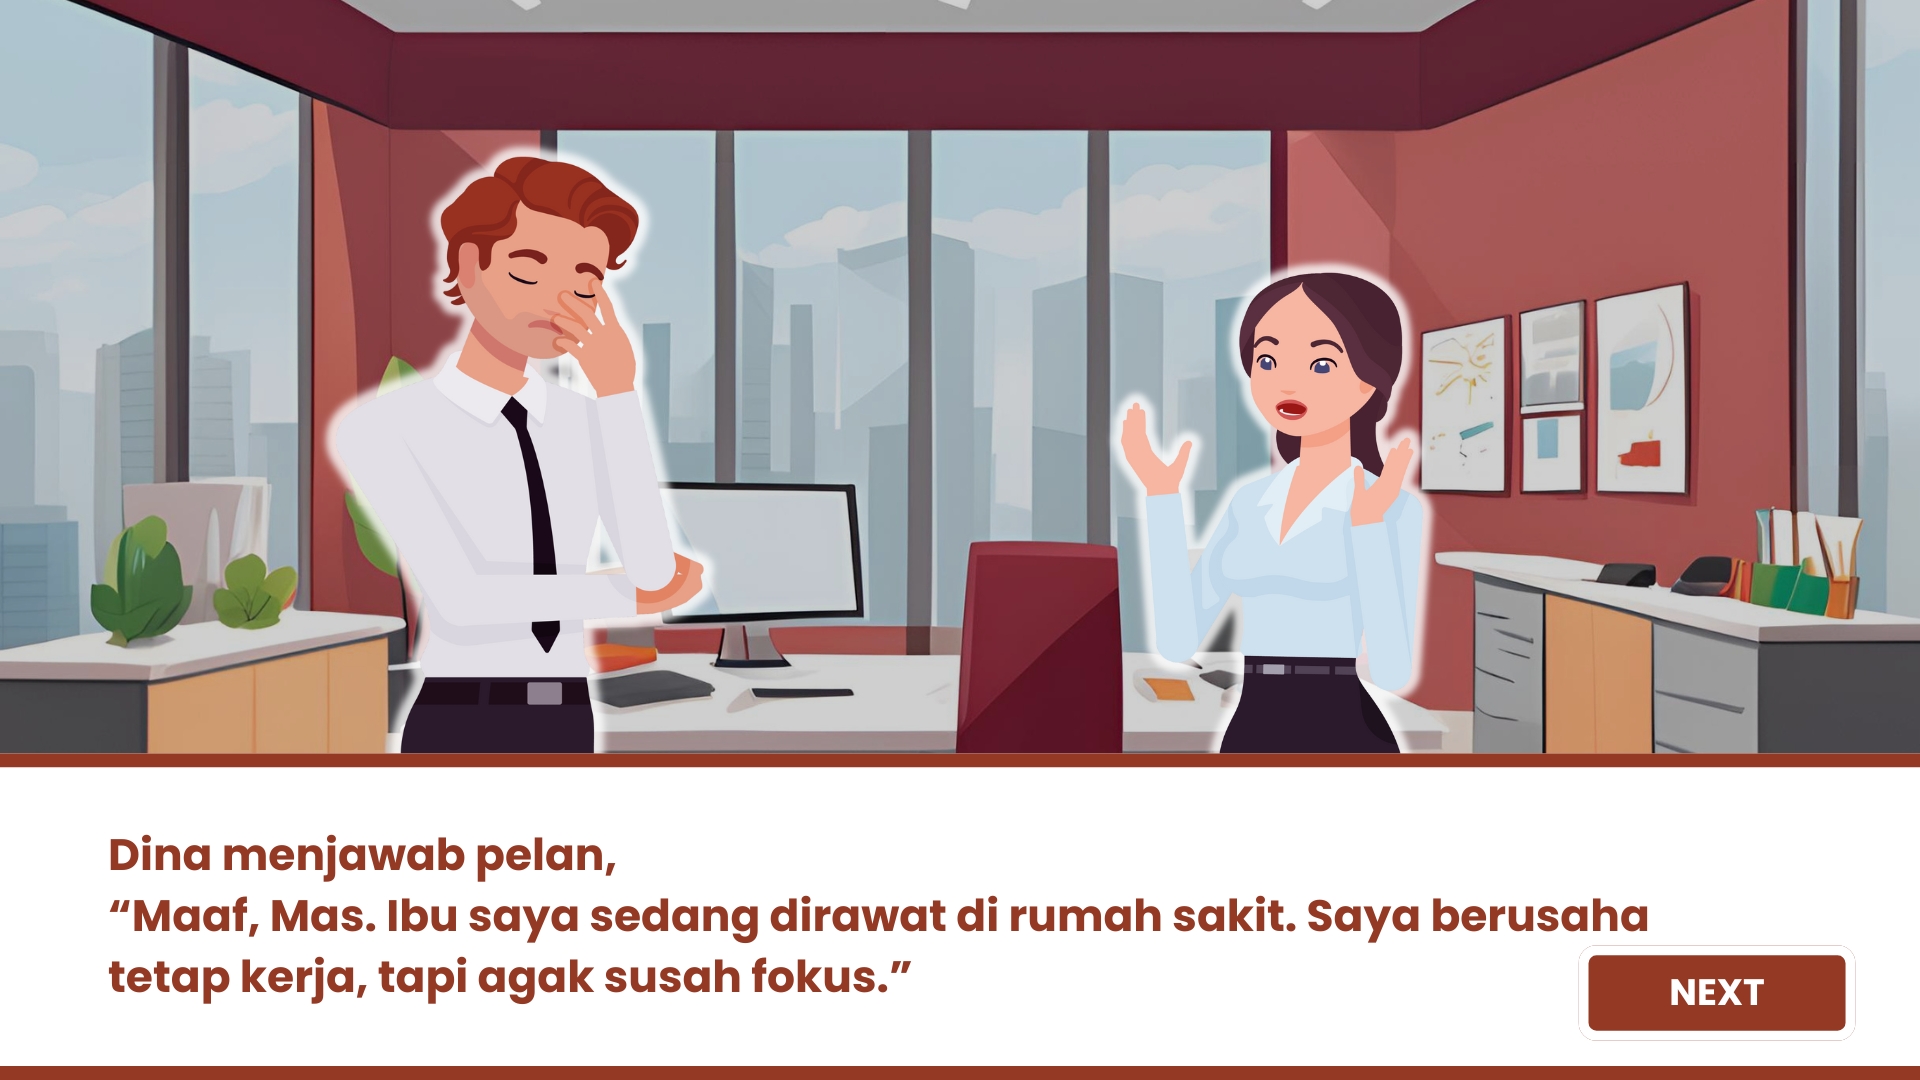 Dina menjawab pelan,
“Maaf, Mas. Ibu saya sedang dirawat di rumah sakit. Saya berusaha
tetap kerja, tapi agak susah fokus.”
NEXT